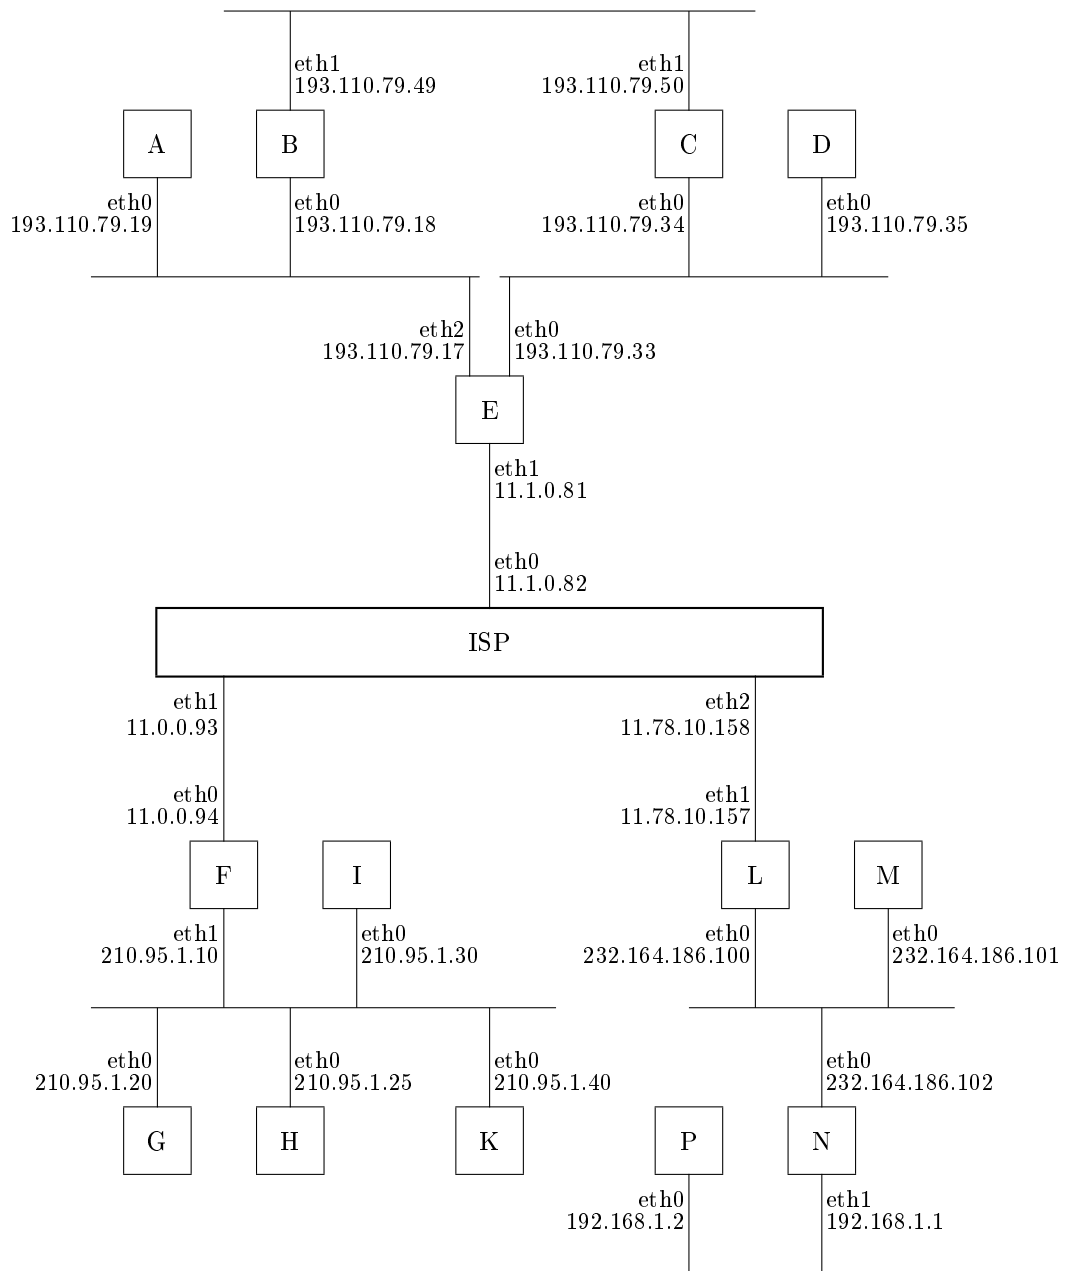 eth1
193.110.79.49
eth1
193.110.79.50
A
B
C
D
eth0
193.110.79.19
eth0
193.110.79.18
eth0
193.110.79.34
eth0
193.110.79.35
eth2
193.110.79.17
eth0
193.110.79.33
E
eth1
11.1.0.81
eth0
11.1.0.82
ISP
eth1
11.0.0.93
eth2
11.78.10.158
eth0
11.0.0.94
eth1
11.78.10.157
F
I
L
M
eth1
210.95.1.10
eth0
210.95.1.30
eth0
232.164.186.100
eth0
232.164.186.101
eth0
210.95.1.20
eth0
210.95.1.25
eth0
210.95.1.40
eth0
232.164.186.102
G
H
K
P
N
eth0
192.168.1.2
eth1
192.168.1.1